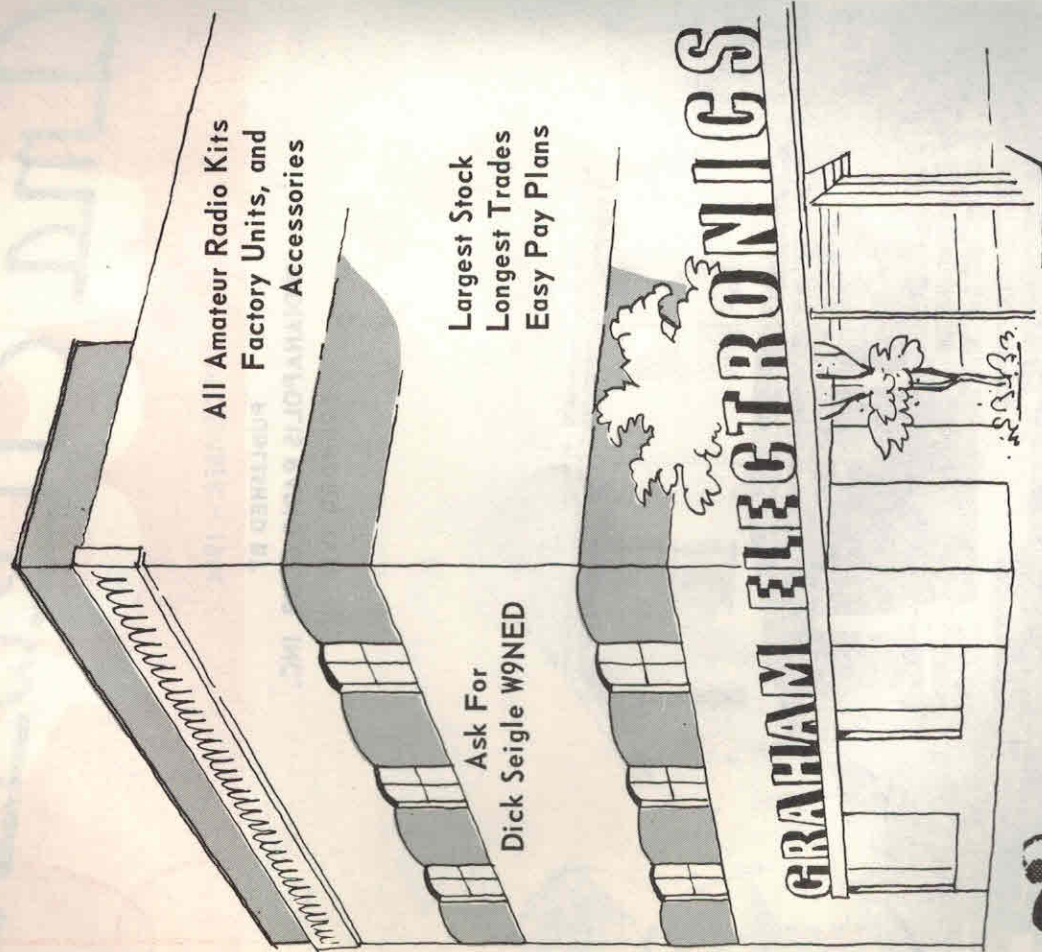 All Amateur Radio Kits
Factory Units, and
Accessories
Largest Stock
Longest Trades
Easy Pay Plans
Ask For
Dick Seigle W9NED
GRAHAM ELECTRONICS